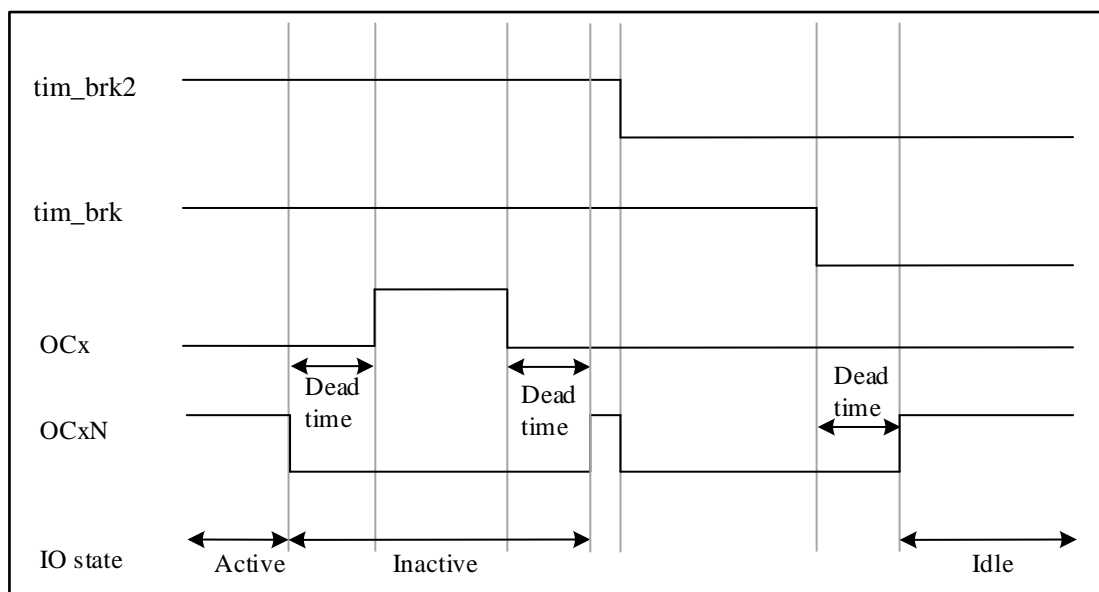 tim_brk2
tim_brk
OCx
Dead
time
Dead
time
Dead
time
OCxN
IO state
Active
Inactive
Idle